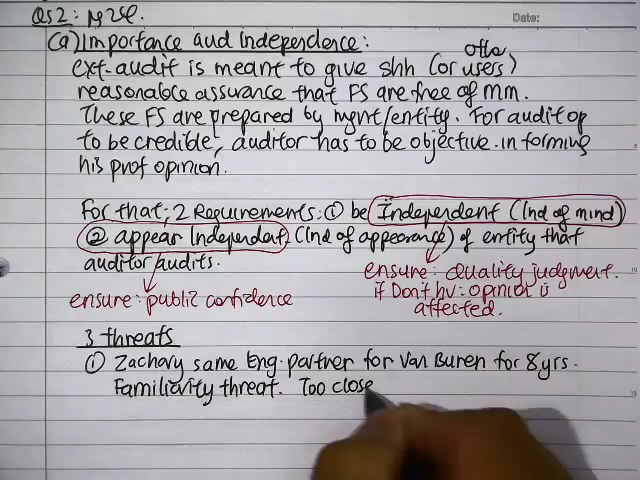 Qs2: M24.
Date:
(a) Importance and Independence:
ext-audit is meant to give shh (or other users)
reasonable assurance that FS are free of mm.
These FS are prepared by mgnt/entity. For audit op
to be credible, auditor has to be objective in forming
his prof opinion.
For that, 2 Requirements: ① be Independent (Ind of mind)
② appear Independent (Ind of appearance) of entity that
auditor audits.
ensure: quality judgment.
if Don't hv: opinion is
affected.
ensure: public confidence
3 threats
① Zachary same Eng. partner for Van Buren for 8 yrs.
Familiarity threat. Too close